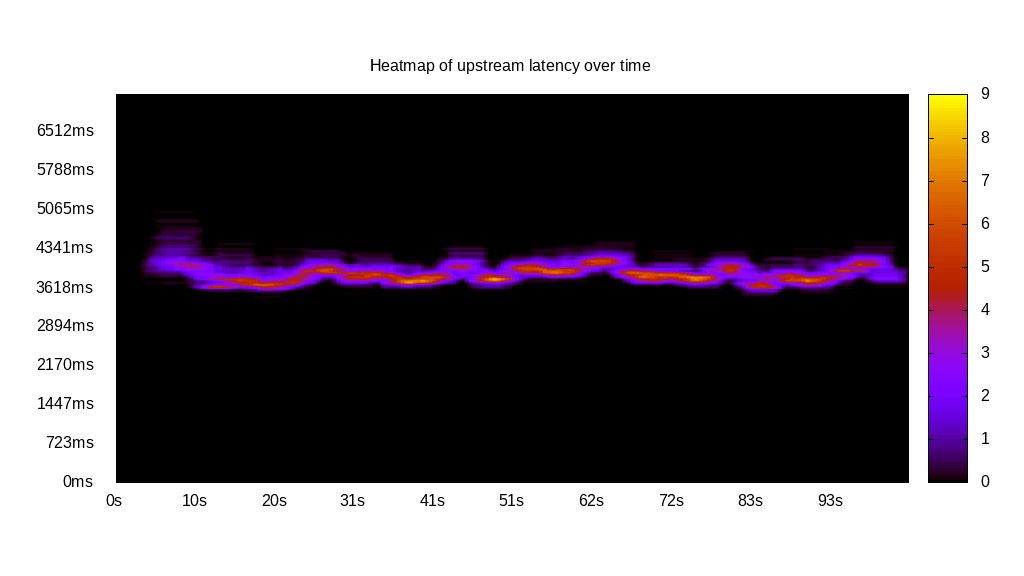 Heatmap of upstream latency over time
6512ms
5788ms
5065ms
4341ms
3618ms
2894ms
2170ms
1447ms
723ms
0ms
0s 10s 20s 31s 41s 51s 62s 72s 83s 93s
9
8
7
6
5
4
3
2
1
0